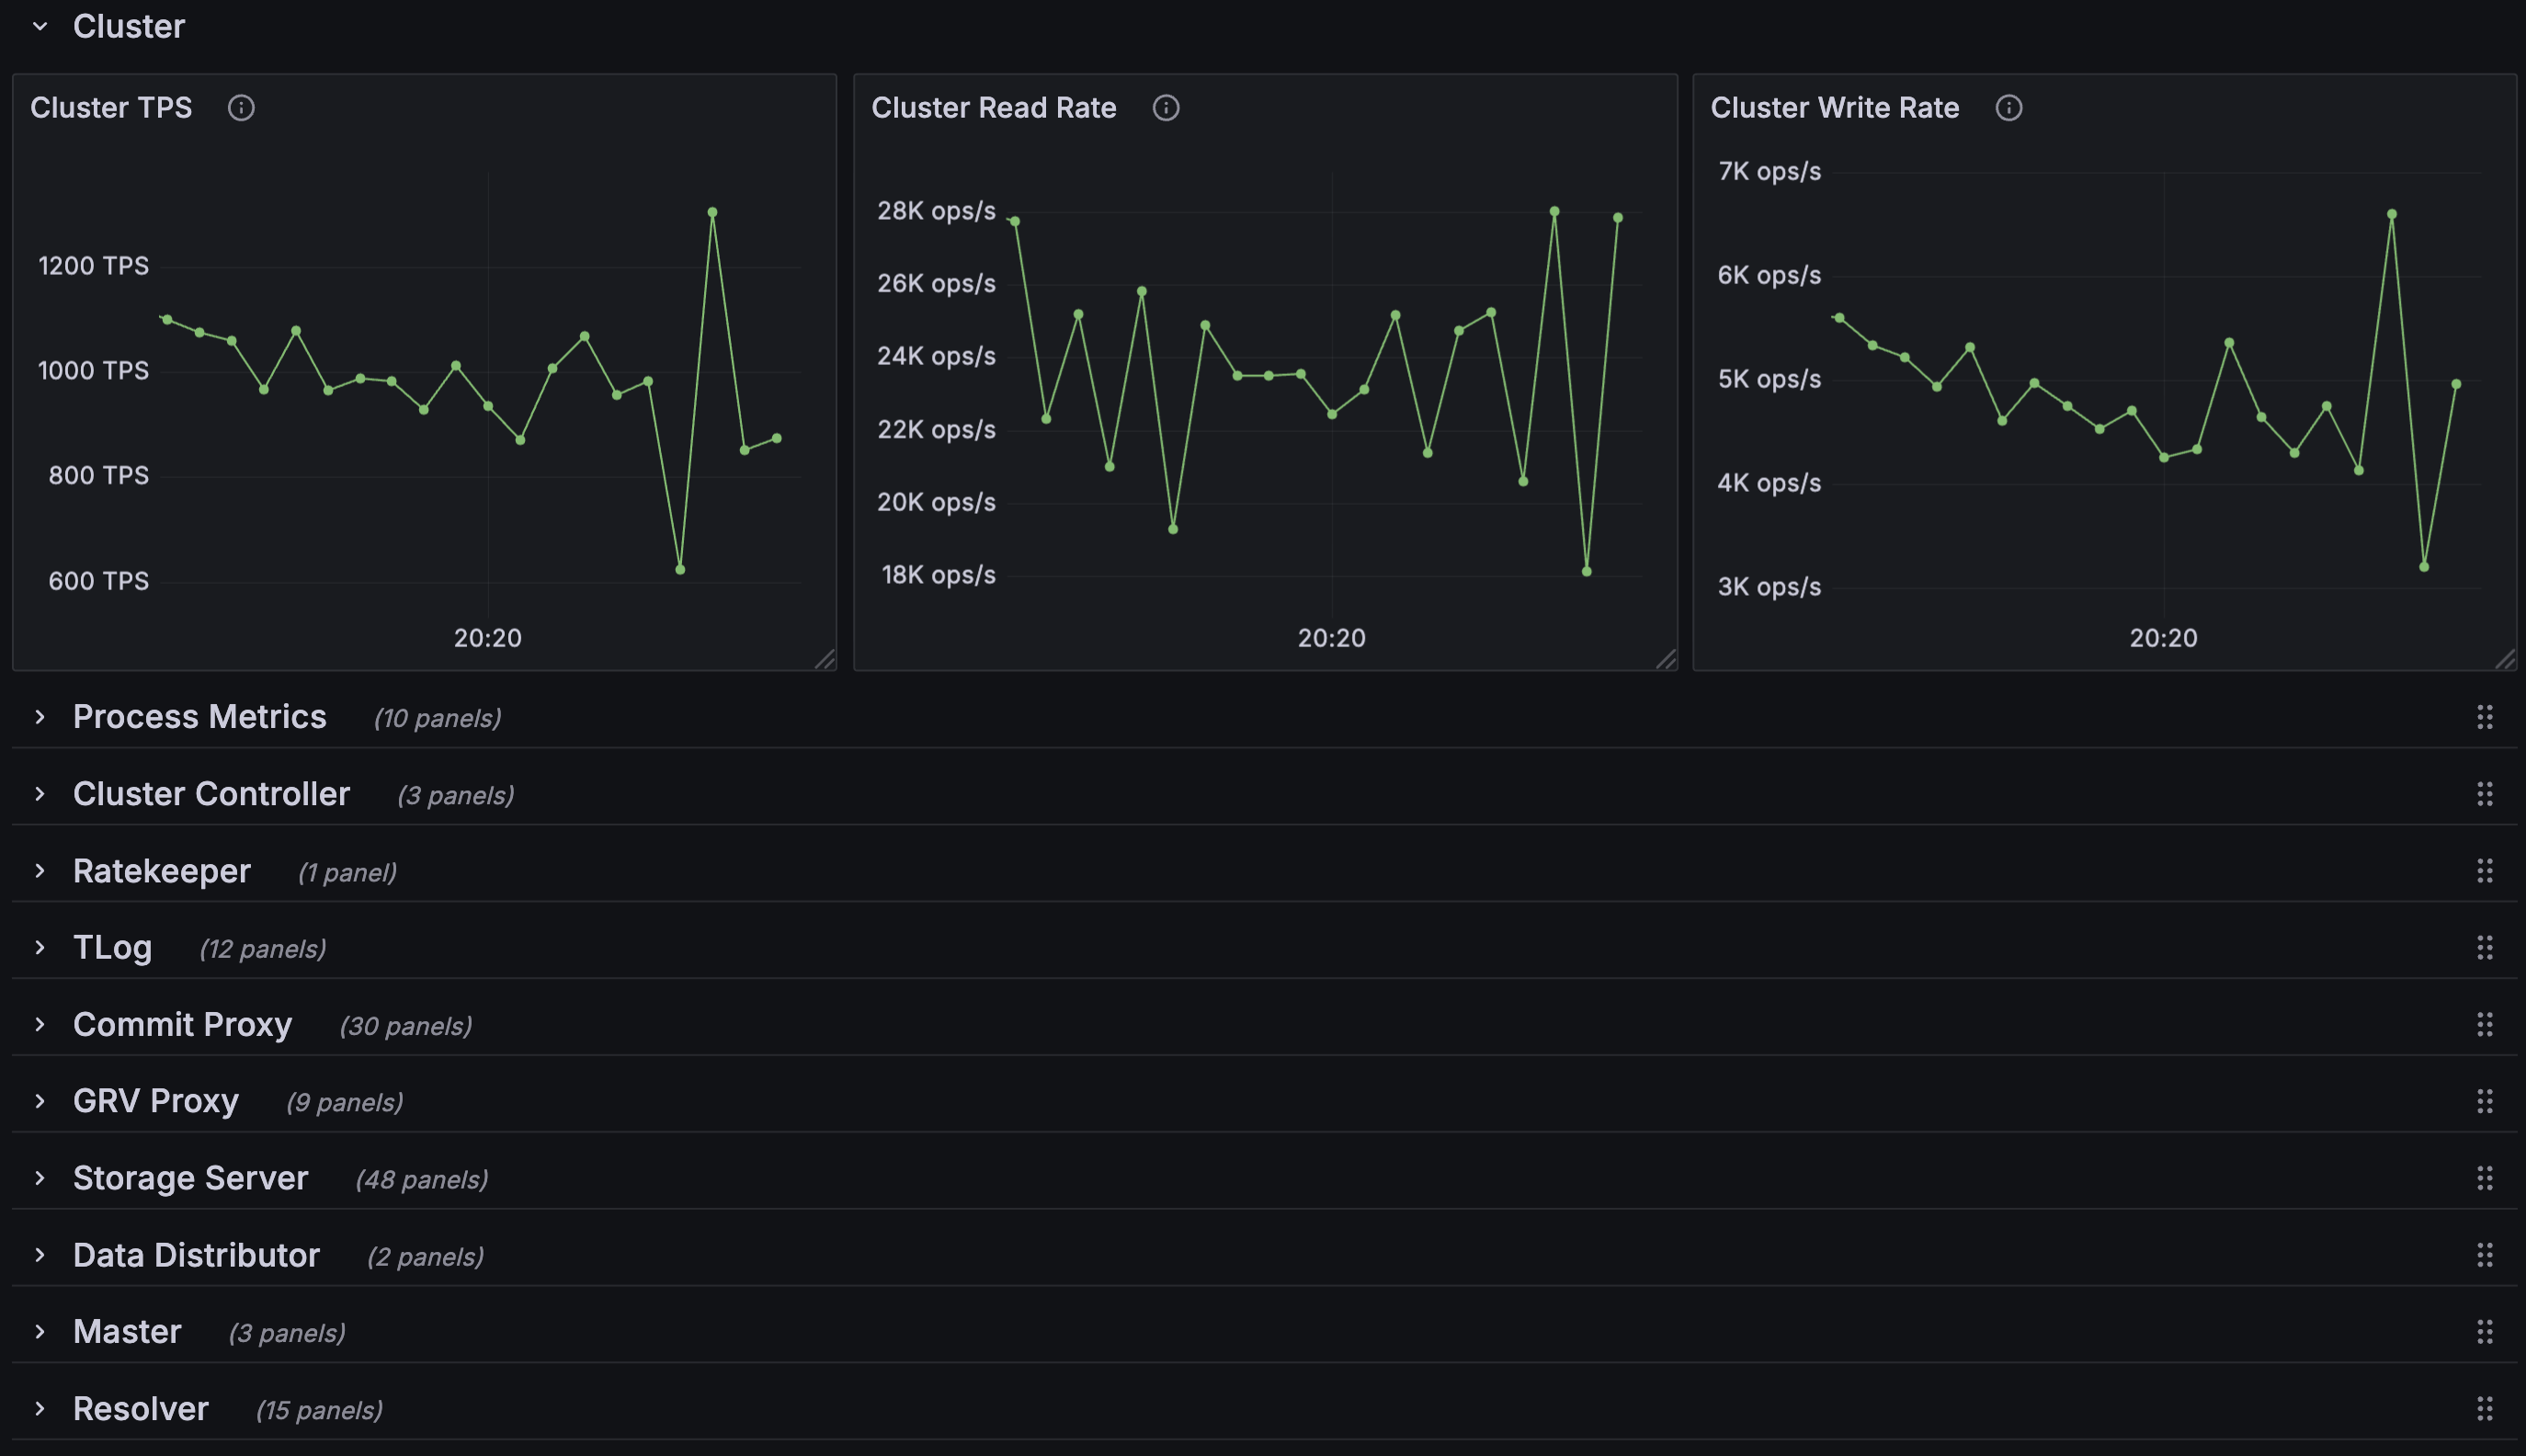 Cluster
Cluster TPS
1200 TPS
1000 TPS
800 TPS
600 TPS
20:20
Cluster Read Rate
28K ops/s
26K ops/s
24K ops/s
22K ops/s
20K ops/s
18K ops/s
20:20
Cluster Write Rate
7K ops/s
6K ops/s
5K ops/s
4K ops/s
3K ops/s
20:20
Process Metrics (10 panels)
Cluster Controller (3 panels)
Ratekeeper (1 panel)
TLog (12 panels)
Commit Proxy (30 panels)
GRV Proxy (9 panels)
Storage Server (48 panels)
Data Distributor (2 panels)
Master (3 panels)
Resolver (15 panels)